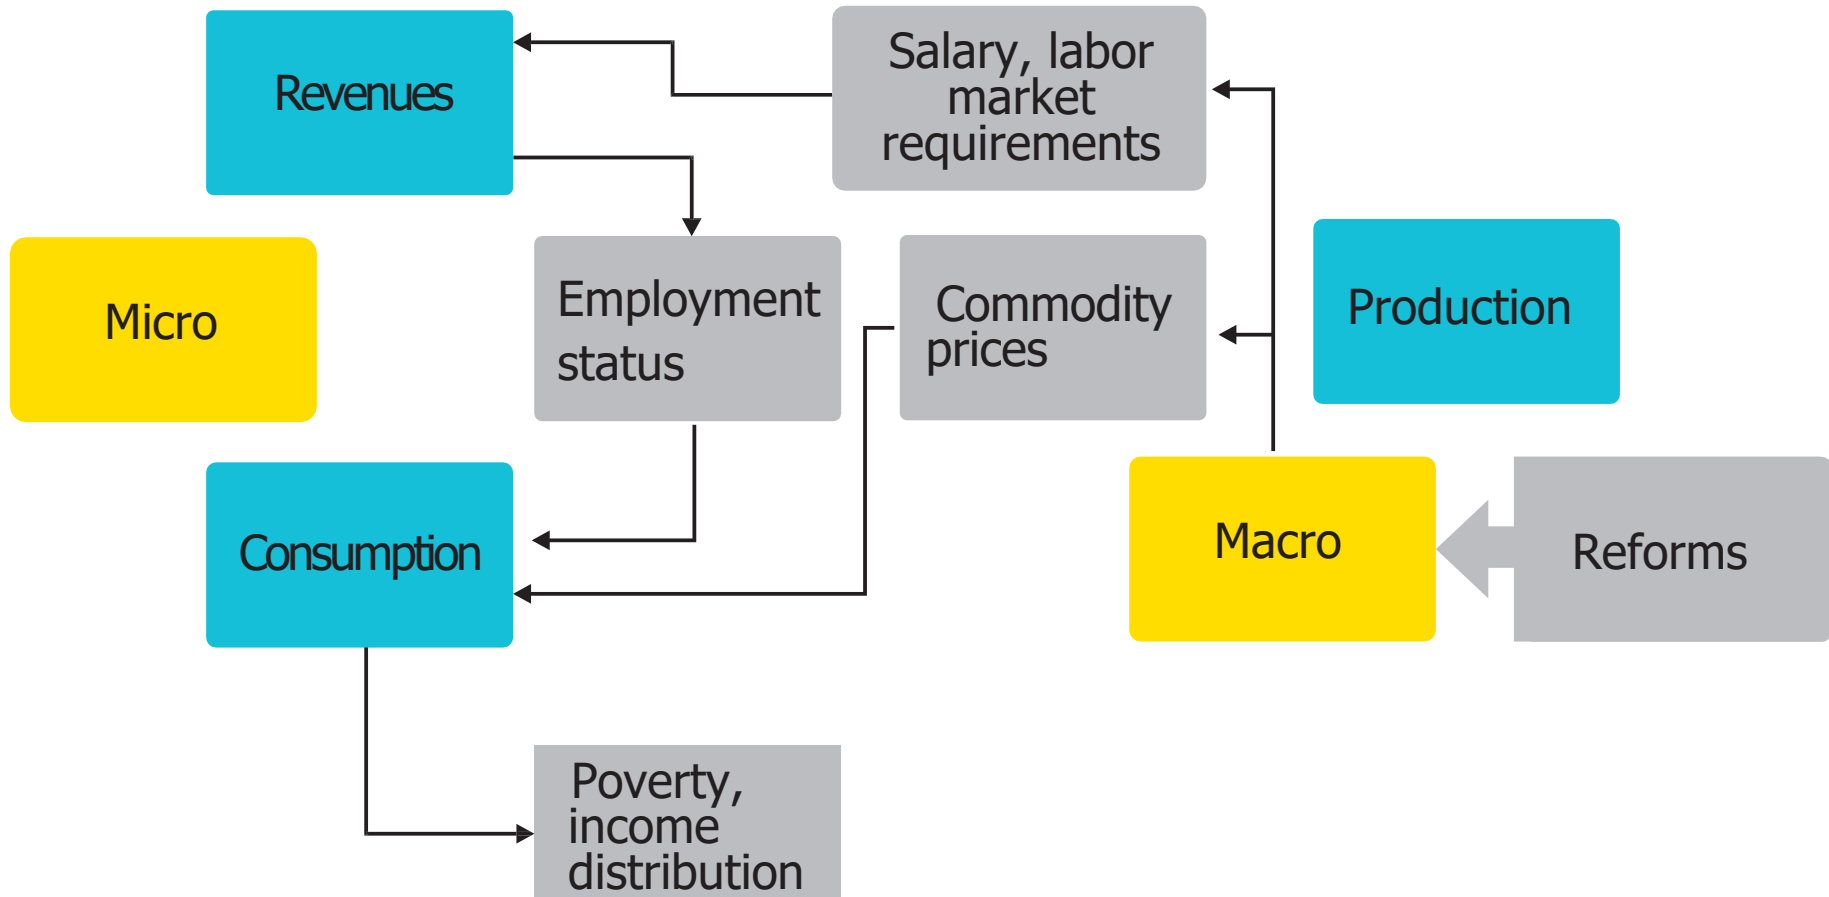 Revenues
Salary, labor
market
requirements
Micro
Employment
status
Commodity
prices
Production
Consumption
Macro
Reforms
Poverty,
income
distribution